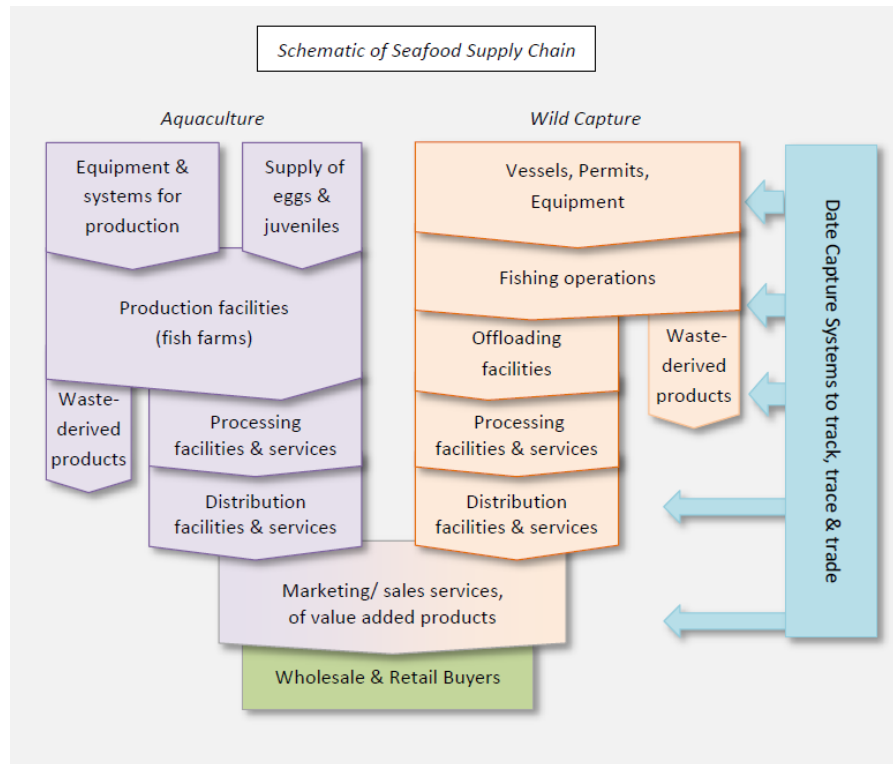 Schematic of Seafood Supply Chain
Aquaculture
Wild Capture
Equipment &
systems for
production
Supply of
eggs &
juveniles
Production facilities
(fish farms)
Waste-
derived
products
Processing
facilities & services
Distribution
facilities & services
Vessels, Permits,
Equipment
Fishing operations
Offloading
facilities
Waste-
derived
products
Processing
facilities & services
Distribution
facilities & services
Marketing/ sales services,
of value added products
Wholesale & Retail Buyers
Date Capture Systems to track, trace & trade